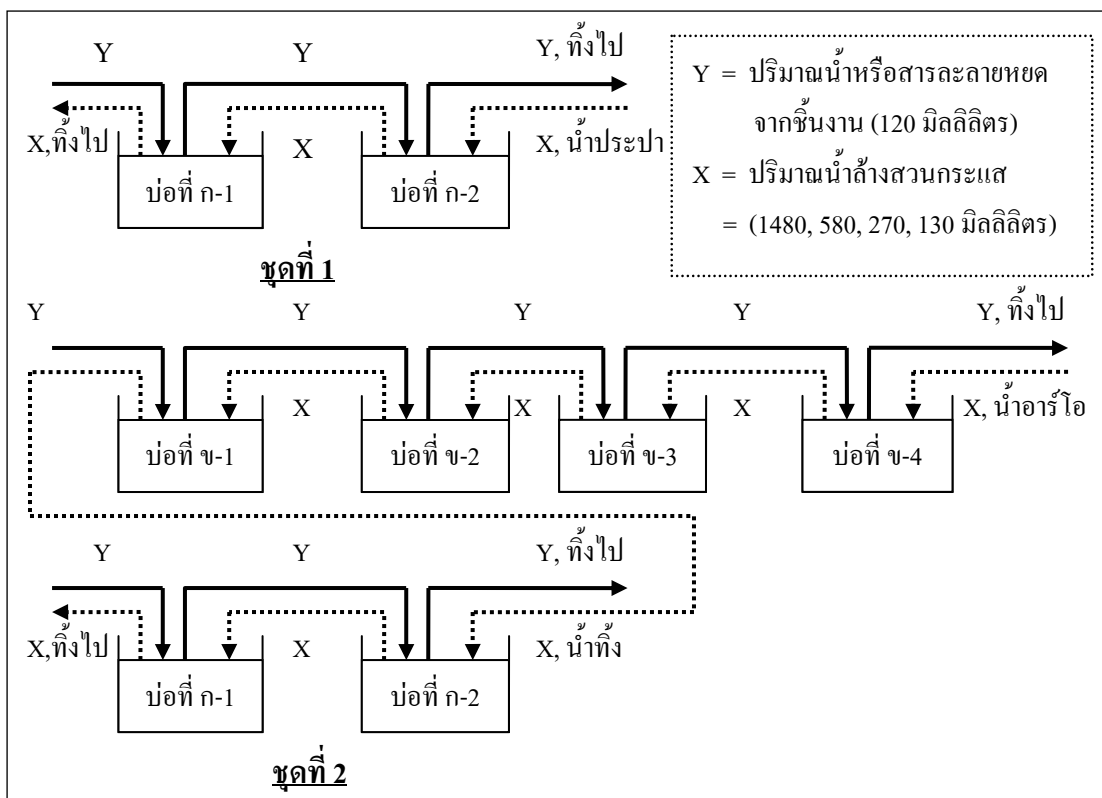 Y Y Y, ทิ้งไป
X,ทิ้งไป X X, น้ำประปา
บ่อที่ ก-1 บ่อที่ ก-2
ชุดที่ 1
Y = ปริมาณน้ำหรือสารละลายหยด
จากชิ้นงาน (120 มิลลิลิตร)
X = ปริมาณน้ำล้างสวนกระแส
= (1480, 580, 270, 130 มิลลิลิตร)
Y Y Y Y Y, ทิ้งไป
X X X X, น้ำอาร์โอ
บ่อที่ ข-1 บ่อที่ ข-2 บ่อที่ ข-3 บ่อที่ ข-4
Y Y Y, ทิ้งไป
X,ทิ้งไป X X, น้ำทิ้ง
บ่อที่ ก-1 บ่อที่ ก-2
ชุดที่ 2